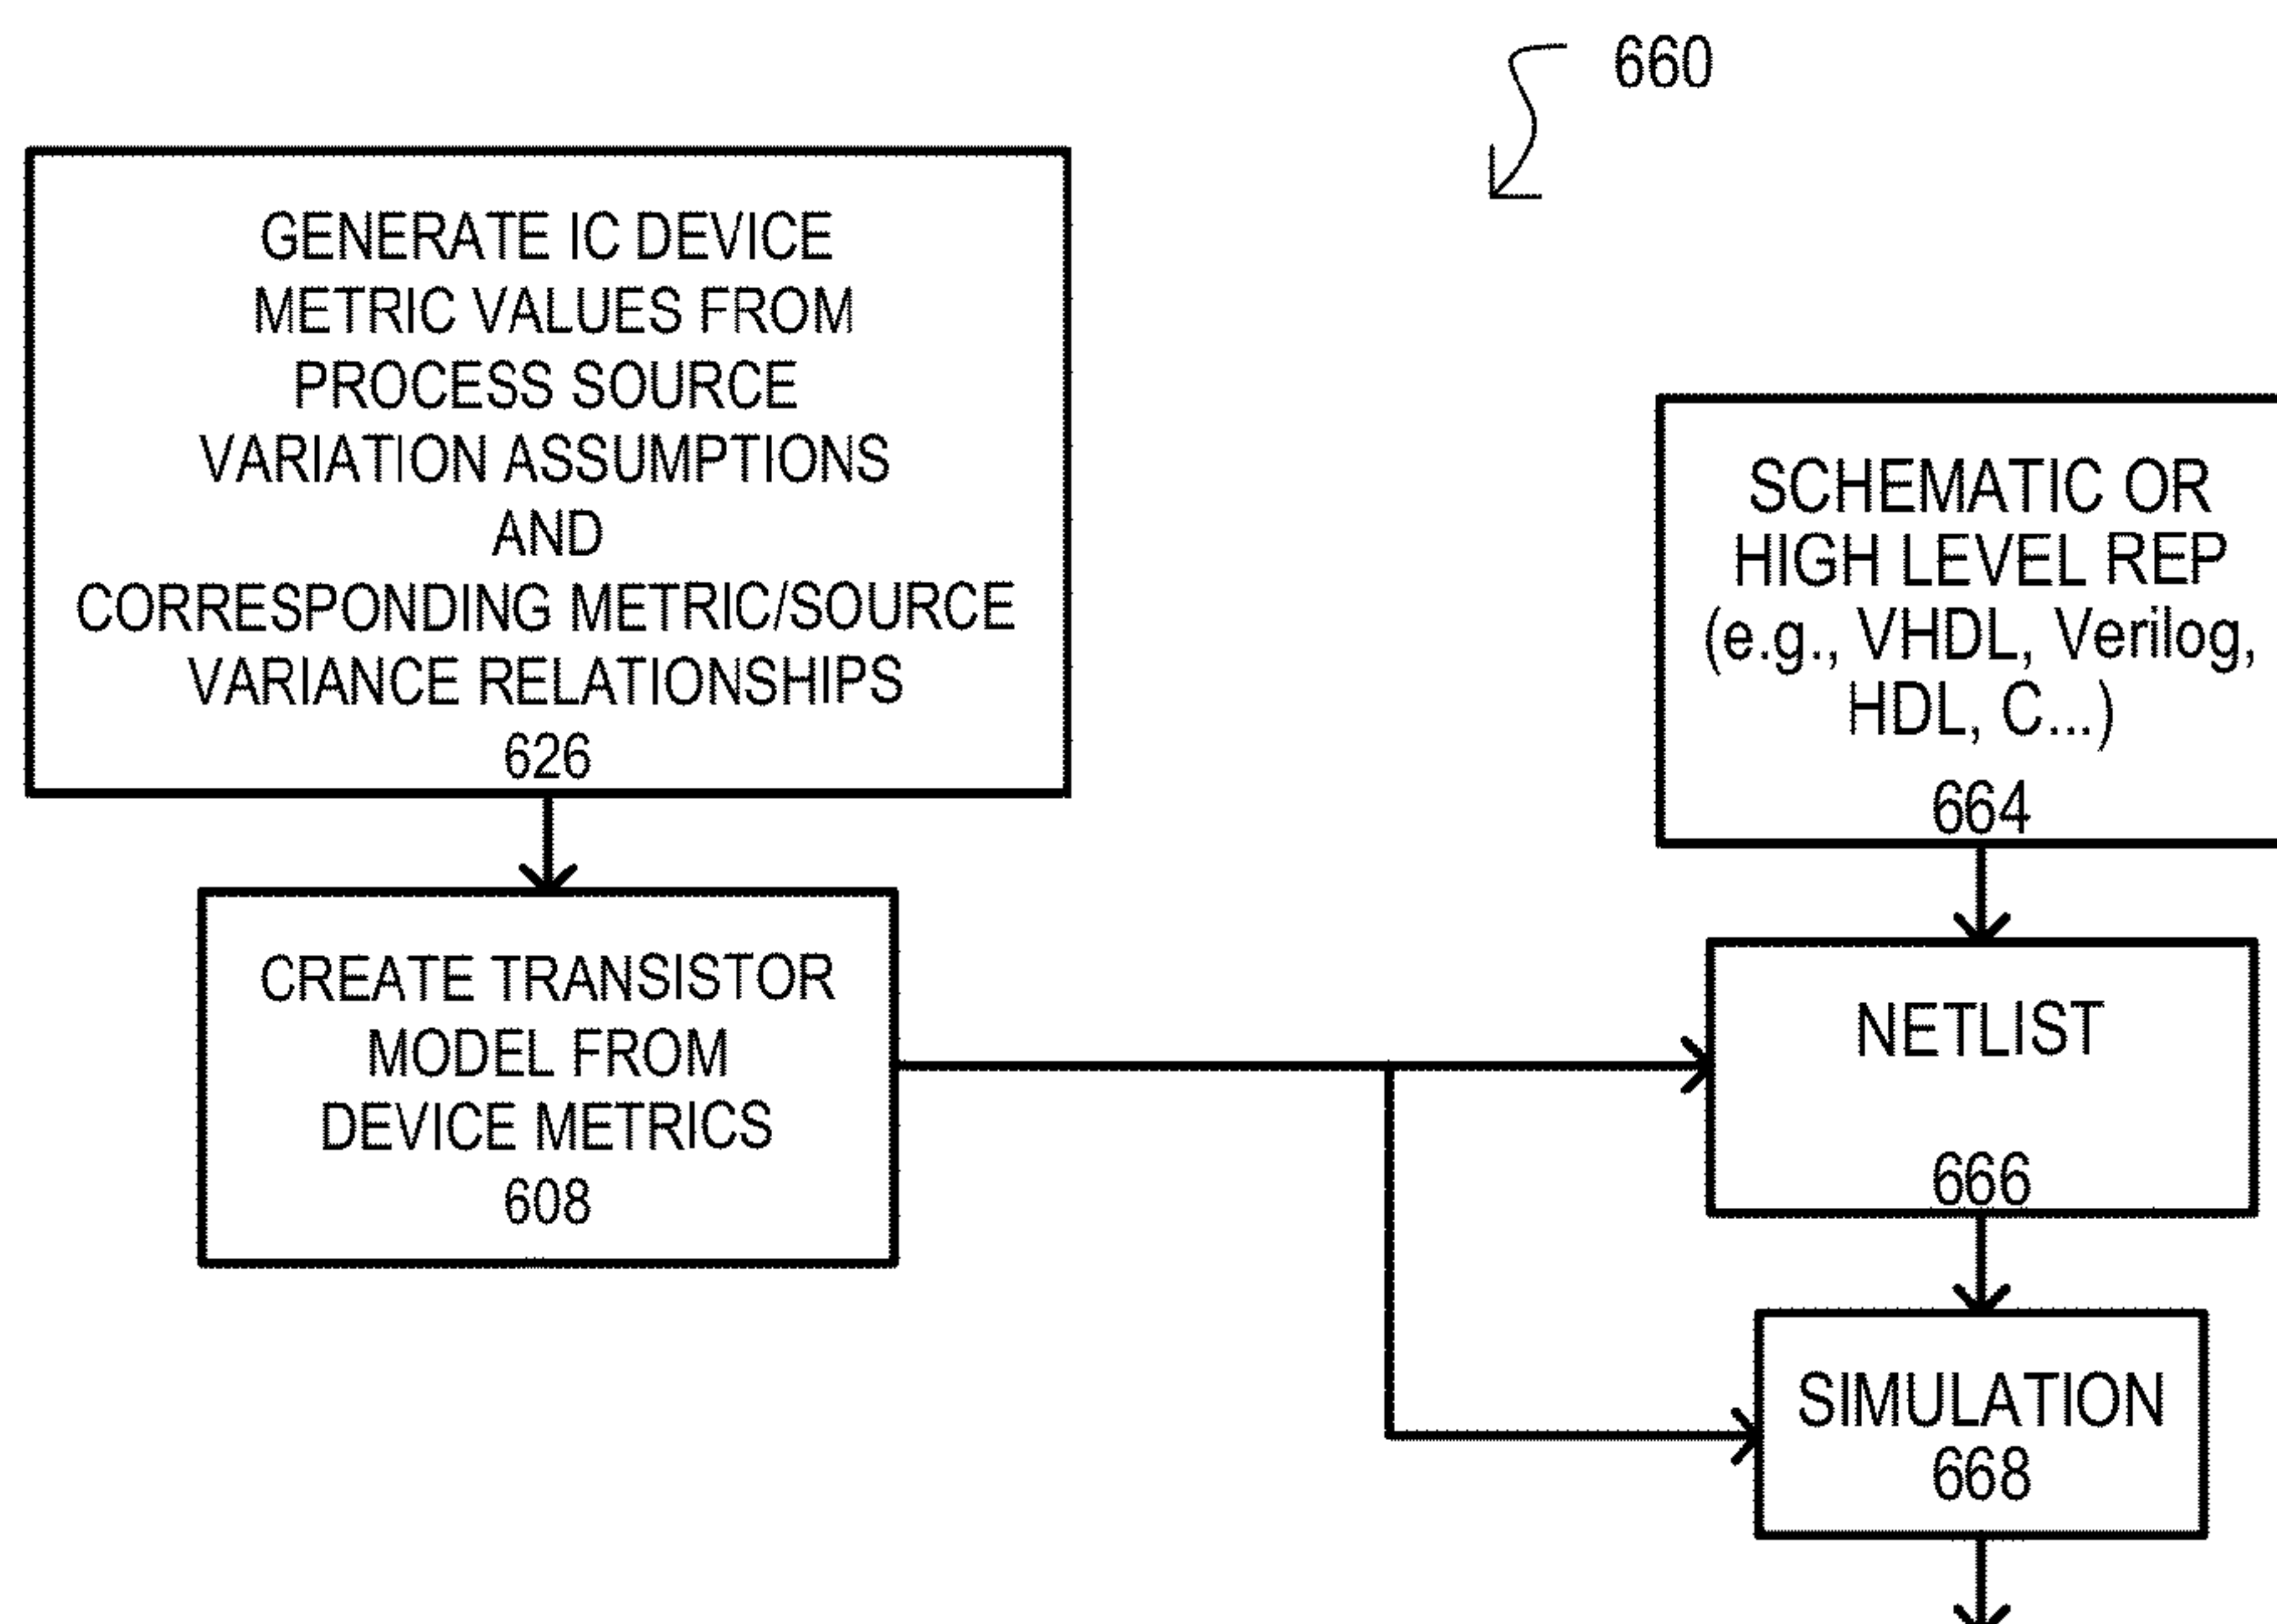 660
GENERATE IC DEVICE
METRIC VALUES FROM
PROCESS SOURCE
VARIATION ASSUMPTIONS
AND
CORRESPONDING METRIC/SOURCE
VARIANCE RELATIONSHIPS
626
SCHEMATIC OR
HIGH LEVEL REP
(e.g., VHDL, Verilog,
HDL, C...)
664
CREATE TRANSISTOR
MODEL FROM
DEVICE METRICS
608
NETLIST
666
SIMULATION
668